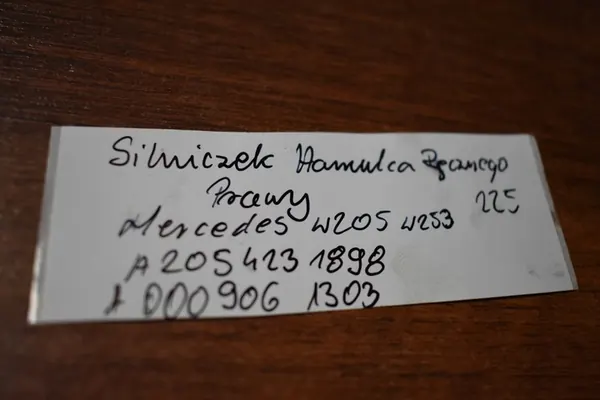 Silniczek Hamulca Ręcznego
Prawy 225
Mercedes W205 W253
A 205 423 1898
A 000 906 1303